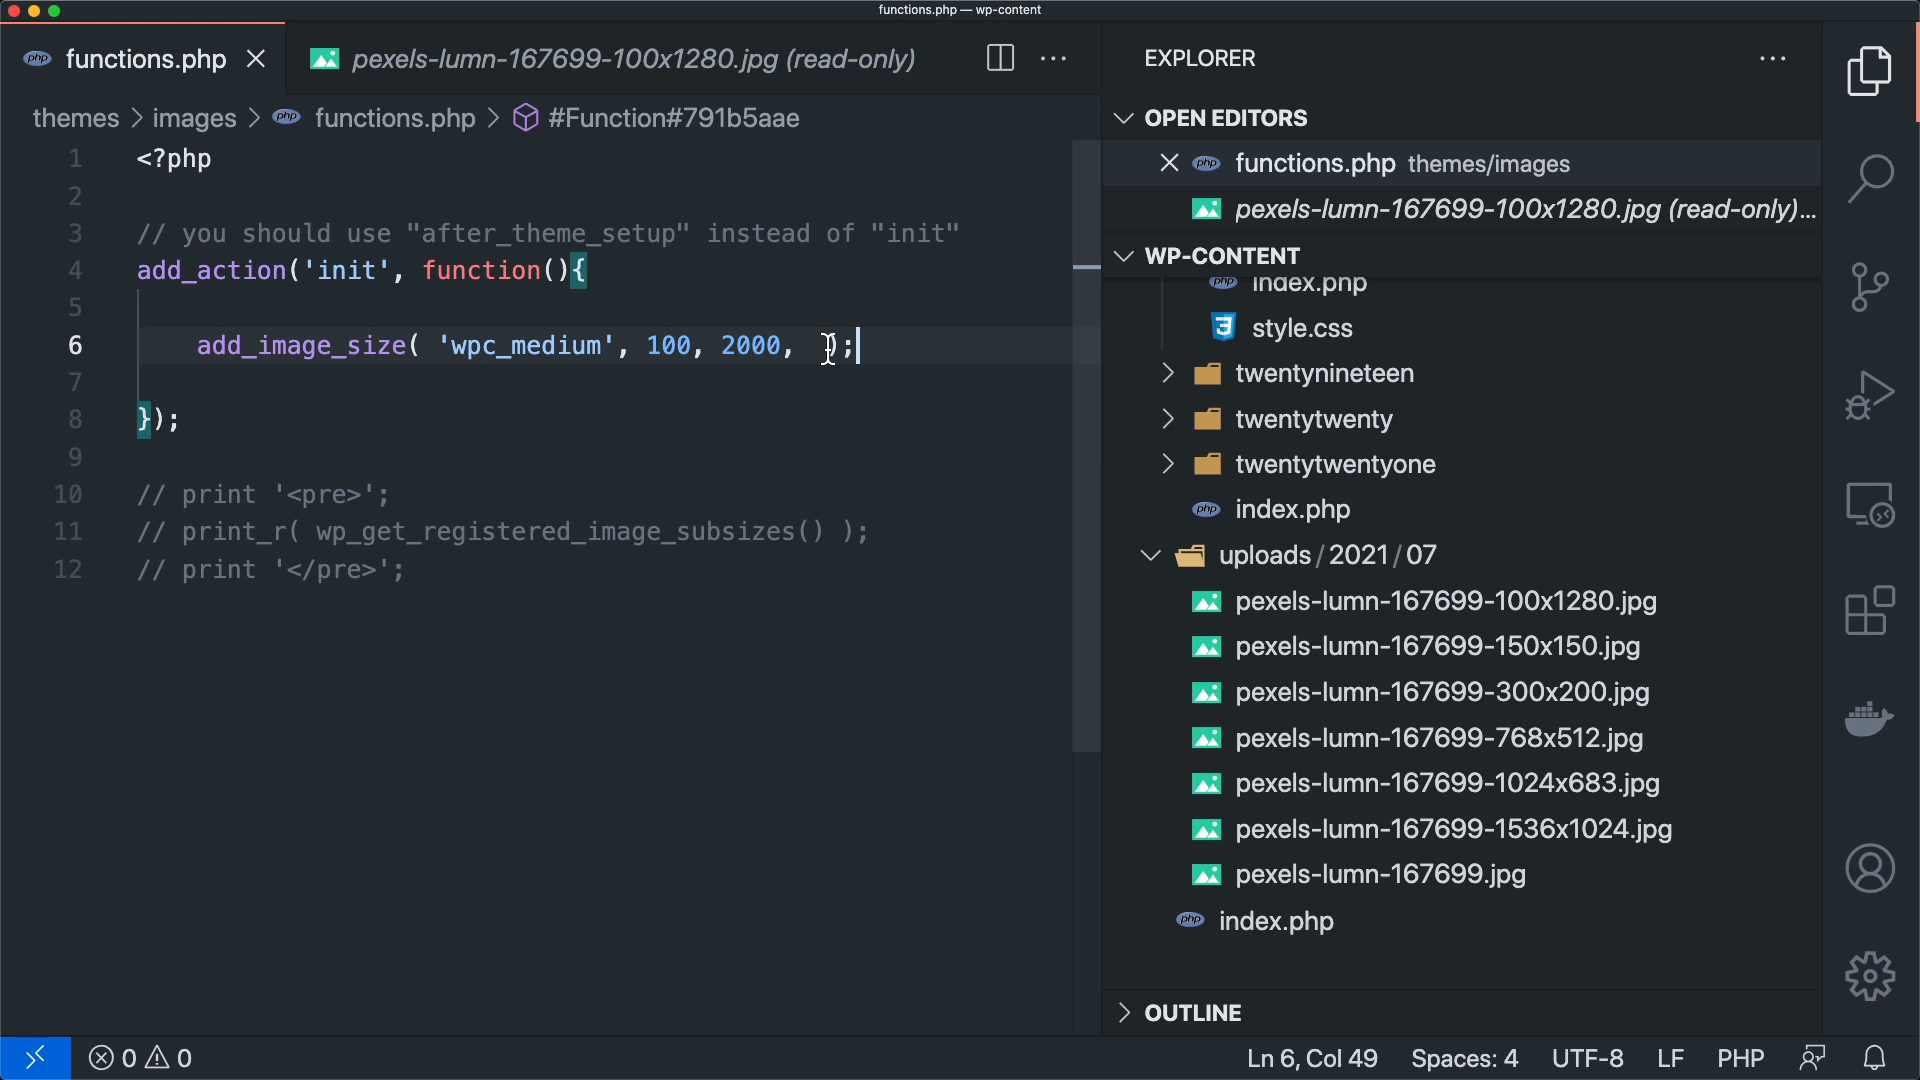 functions.php — wp-content
functions.php
pexels-lumn-167699-100x1280.jpg (read-only)
themes > images > functions.php > #Function#791b5aae
1 <?php
2
3 // you should use "after_theme_setup" instead of "init"
4 add_action('init', function(){
5
6 add_image_size( 'wpc_medium', 100, 2000, );
7
8 });
9
10 // print '<pre>';
11 // print_r( wp_get_registered_image_subsizes() );
12 // print '</pre>';
EXPLORER
OPEN EDITORS
functions.php themes/images
pexels-lumn-167699-100x1280.jpg (read-only)...
WP-CONTENT
index.php
style.css
twentynineteen
twentytwenty
twentytwentyone
index.php
uploads / 2021 / 07
pexels-lumn-167699-100x1280.jpg
pexels-lumn-167699-150x150.jpg
pexels-lumn-167699-300x200.jpg
pexels-lumn-167699-768x512.jpg
pexels-lumn-167699-1024x683.jpg
pexels-lumn-167699-1536x1024.jpg
pexels-lumn-167699.jpg
index.php
OUTLINE
0 0
Ln 6, Col 49 Spaces: 4 UTF-8 LF PHP